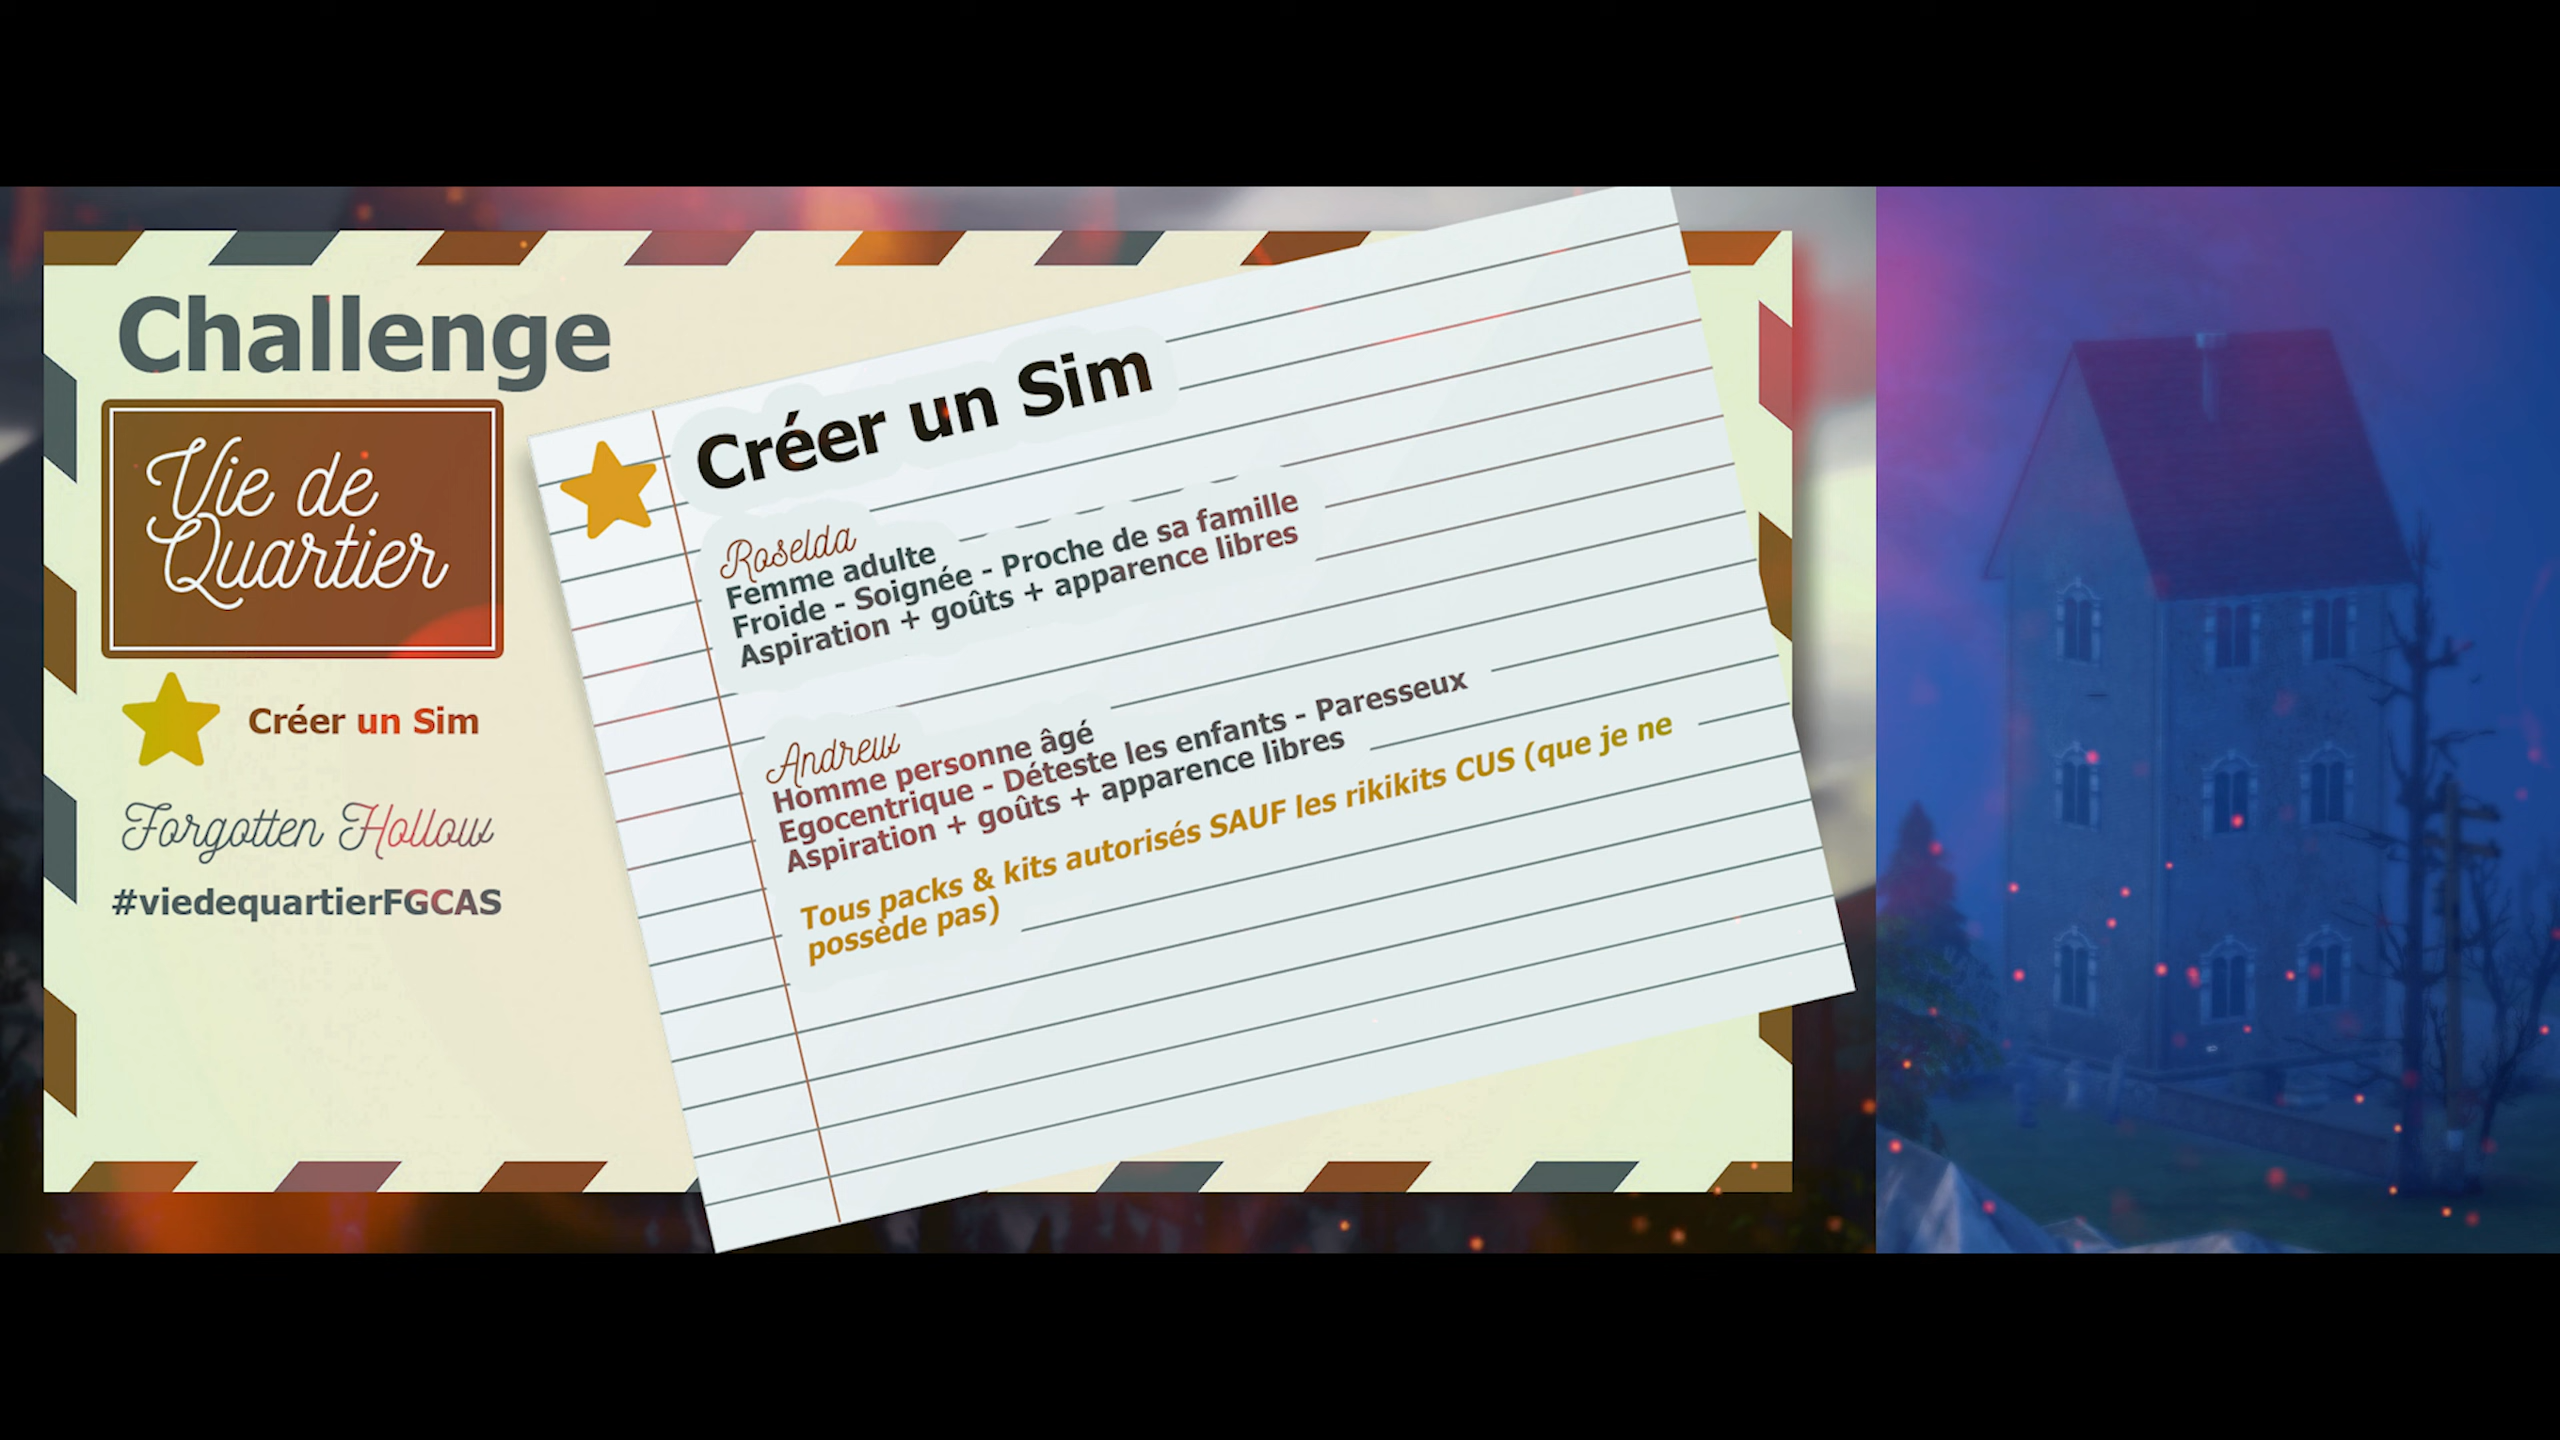 Challenge
Vie de
Quartier
Créer un Sim
Forgotten Hollow
#viedequartierFGCAS
Créer un Sim
Roselda
Femme adulte
Froide - Soignée - Proche de sa famille
Aspiration + goûts + apparence libres
Andrew
Homme personne âgé
Egocentrique - Déteste les enfants - Paresseux
Aspiration + goûts + apparence libres
Tous packs & kits autorisés SAUF les rikikits CUS (que je ne
possède pas)